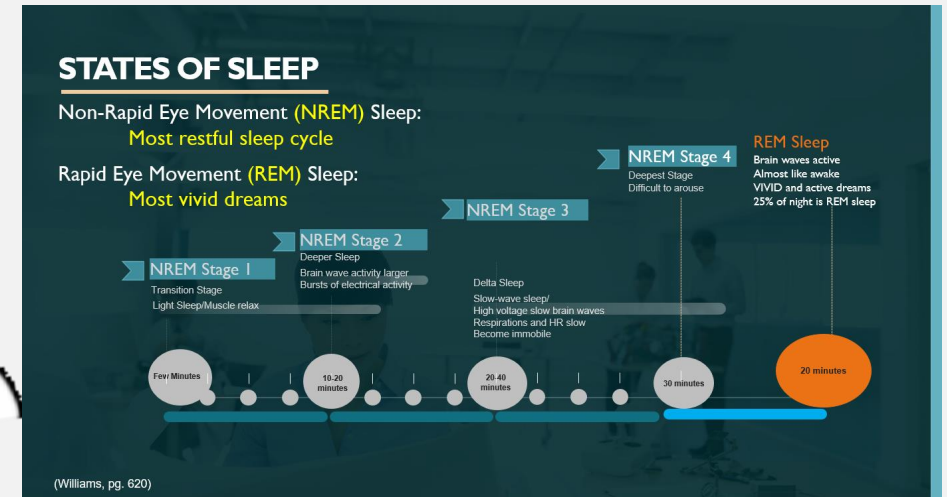 STATES OF SLEEP
Non-Rapid Eye Movement (NREM) Sleep:
Most restful sleep cycle
Rapid Eye Movement (REM) Sleep:
Most vivid dreams
NREM Stage 1
Transition Stage
Light Sleep/Muscle relax
NREM Stage 2
Deeper Sleep
Brain wave activity larger
Bursts of electrical activity
NREM Stage 3
Delta Sleep
Slow-wave sleep/
High voltage slow brain waves
Respirations and HR slow
Become immobile
NREM Stage 4
Deepest Stage
Difficult to arouse
REM Sleep
Brain waves active
Almost like awake
VIVID and active dreams
25% of night is REM sleep
Few Minutes
10-20
minutes
20-40
minutes
30 minutes
20 minutes
(Williams, pg. 620)